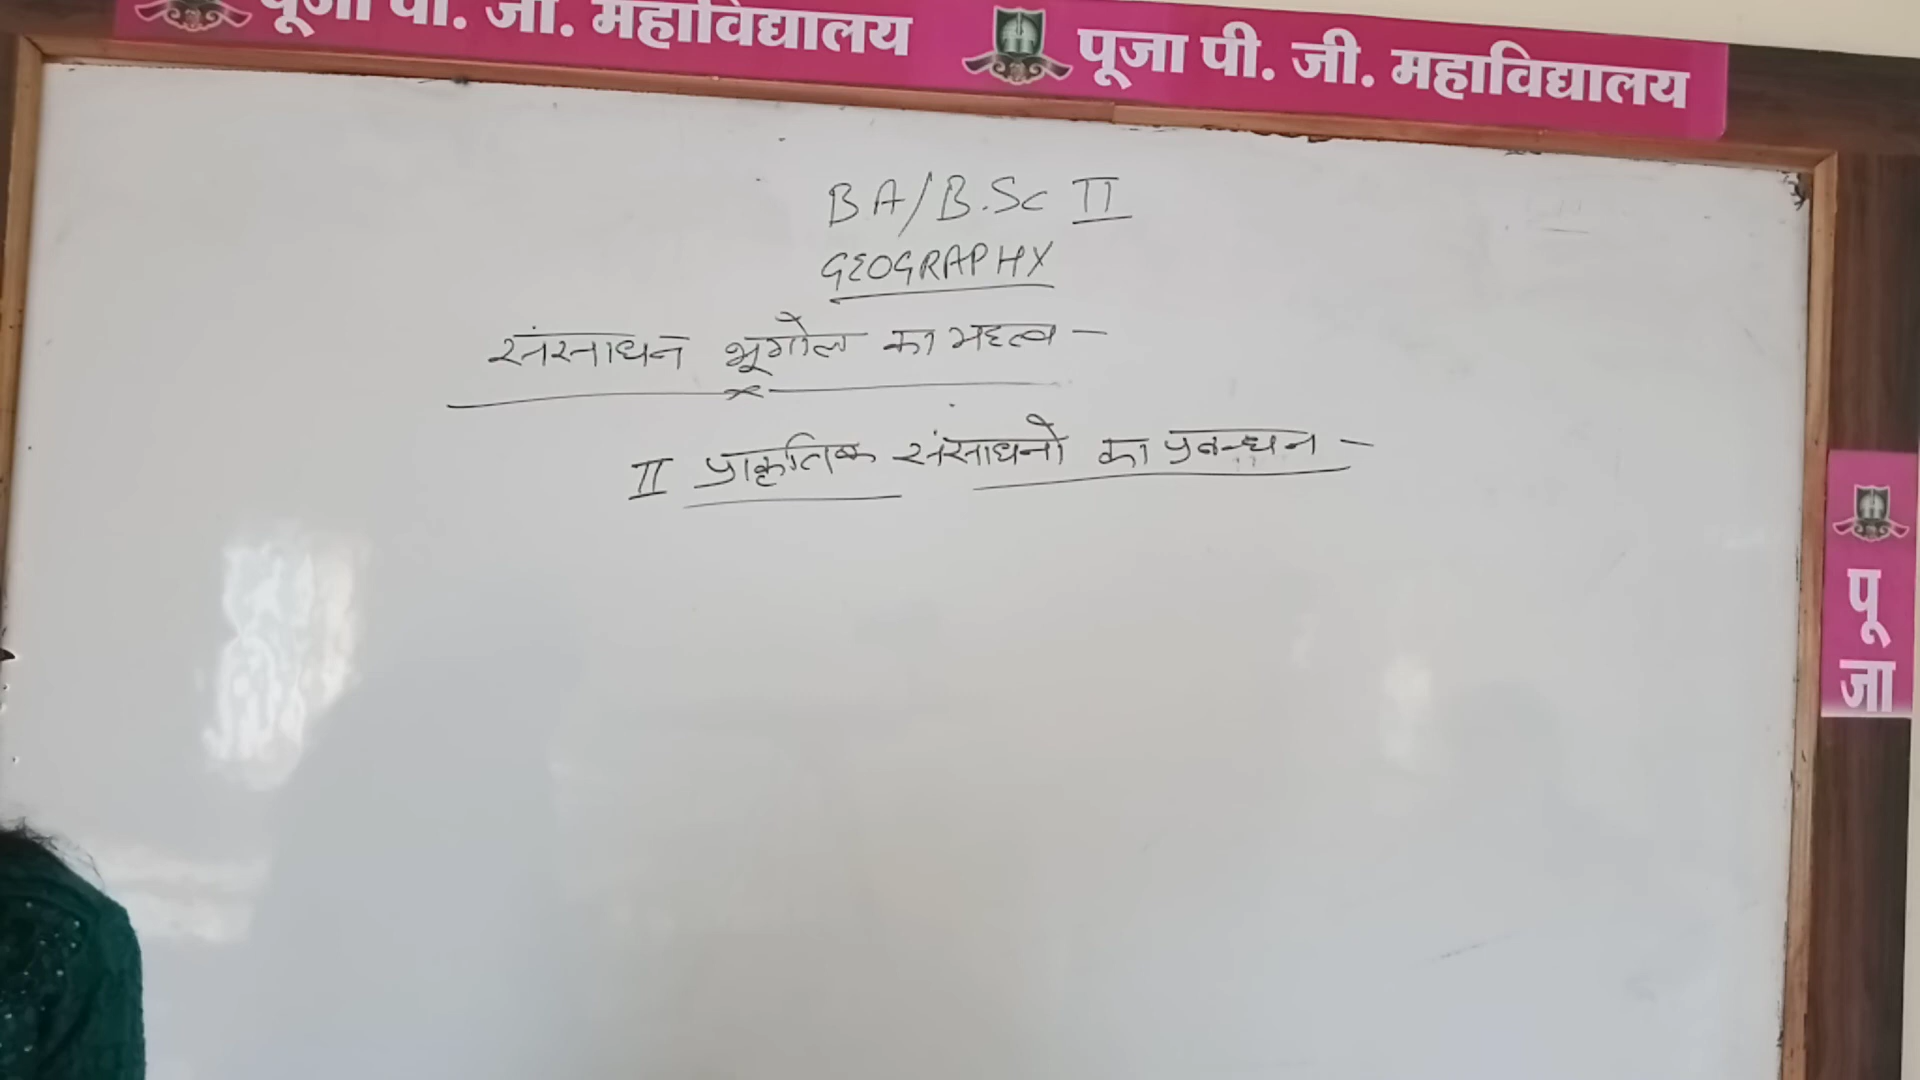 पूजा पी. जी. महाविद्यालय
पूजा पी. जी. महाविद्यालय
BA/B.Sc II
GEOGRAPHY
संसाधन भूगोल का महत्व -
II प्राकृतिक संसाधनो का प्रबन्धन -
पू
जा